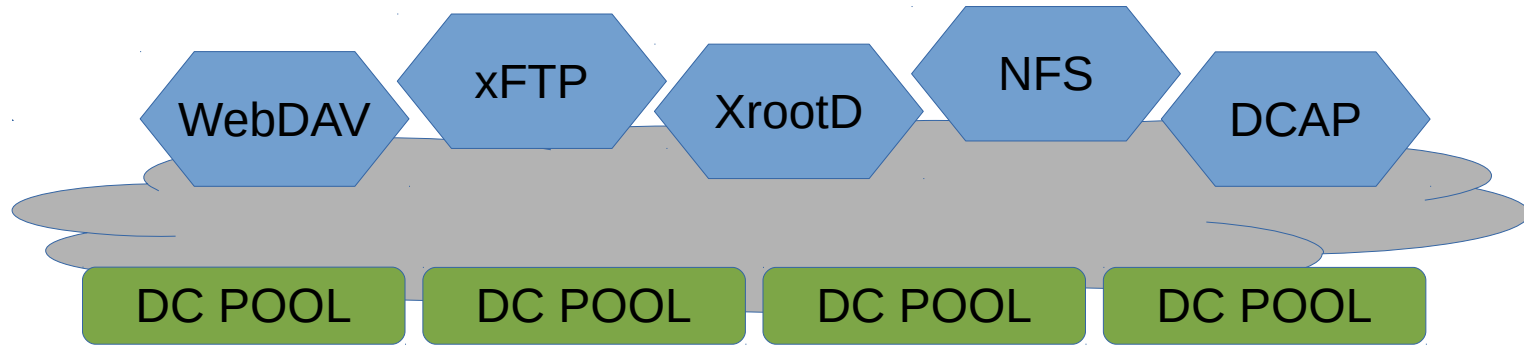 WebDAV
xFTP
XrootD
NFS
DCAP
DC POOL
DC POOL
DC POOL
DC POOL